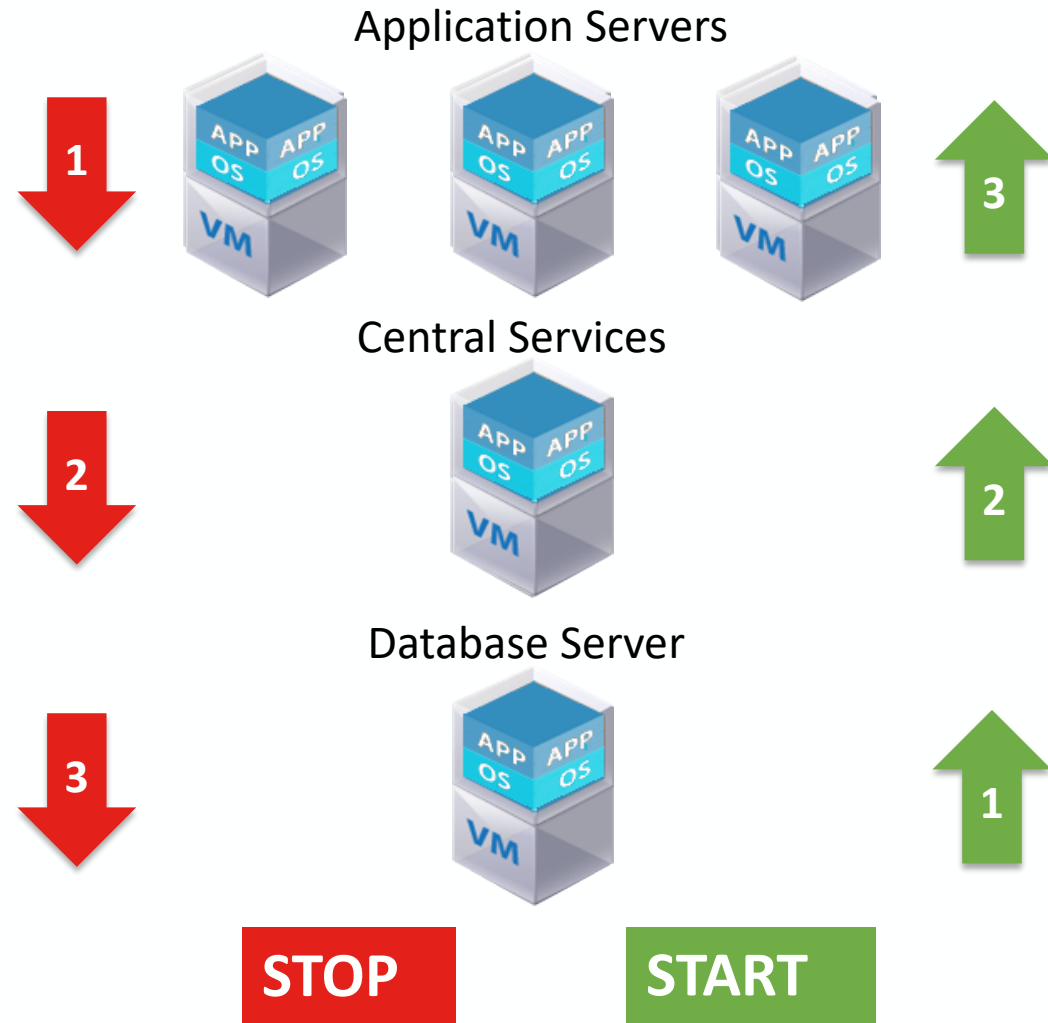 Application Servers
1
APP APP APP APP APP APP
OS OS OS OS OS OS
3
VM VM VM
Central Services
2
APP APP
OS OS
2
VM
Database Server
3
APP APP
OS OS
1
VM
STOP START